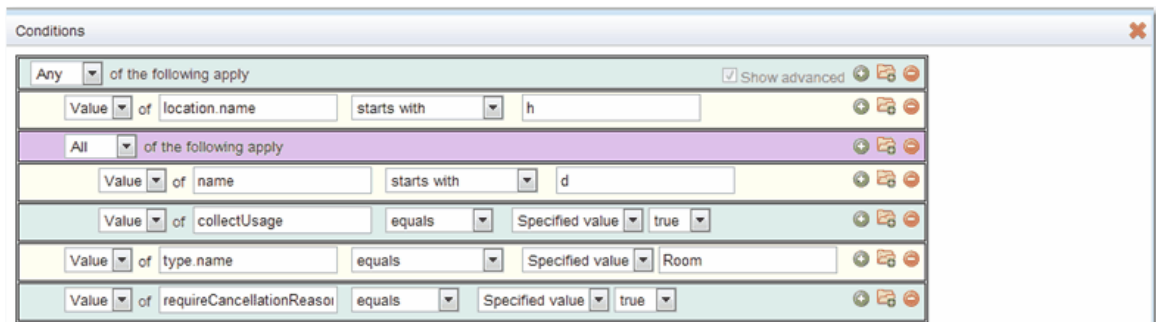 Conditions
Any of the following apply Show advanced
Value of location.name starts with h
All of the following apply
Value of name starts with d
Value of collectUsage equals Specified value true
Value of type.name equals Specified value Room
Value of requireCancellationReason equals Specified value true